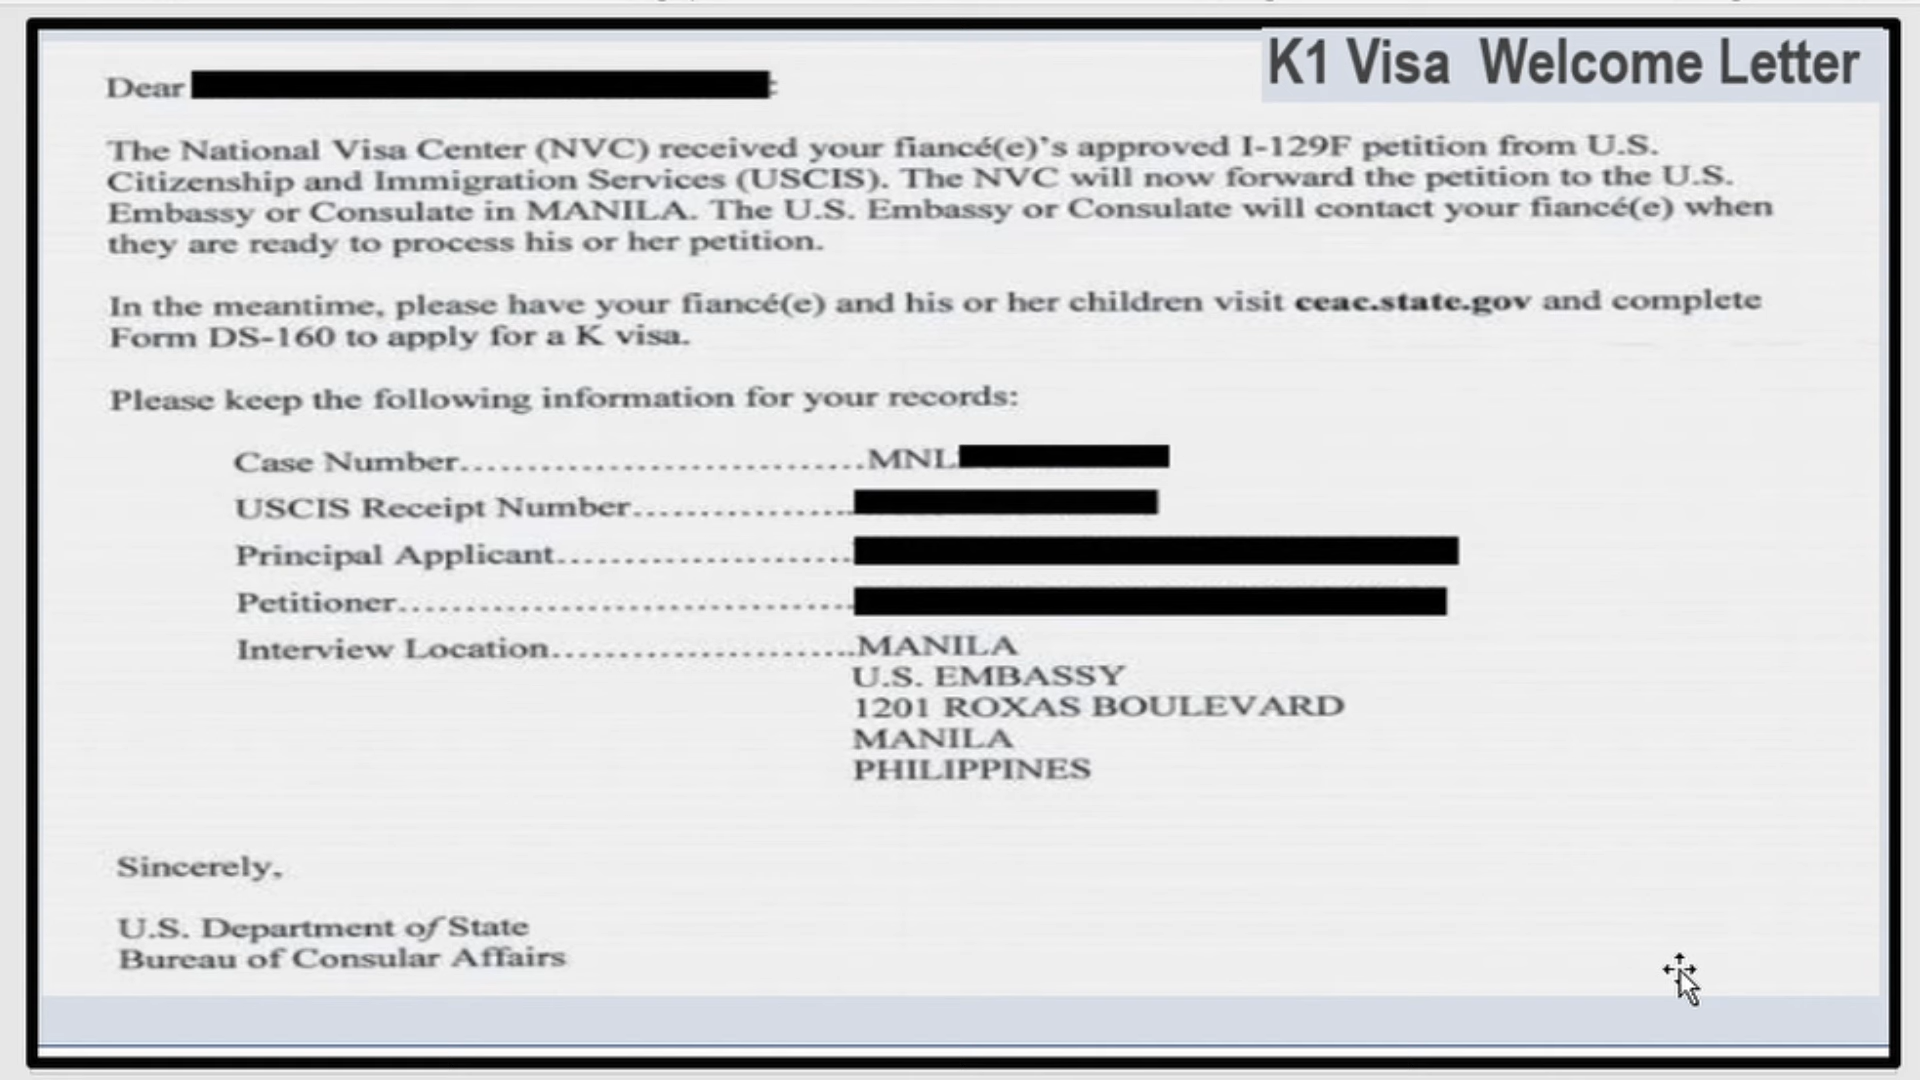 K1 Visa Welcome Letter
Dear :
The National Visa Center (NVC) received your fiancé(e)'s approved I-129F petition from U.S.
Citizenship and Immigration Services (USCIS). The NVC will now forward the petition to the U.S.
Embassy or Consulate in MANILA. The U.S. Embassy or Consulate will contact your fiancé(e) when
they are ready to process his or her petition.
In the meantime, please have your fiancé(e) and his or her children visit ceac.state.gov and complete
Form DS-160 to apply for a K visa.
Please keep the following information for your records:
Case Number..............................MNL
USCIS Receipt Number................
Principal Applicant......................
Petitioner..................................
Interview Location.......................MANILA
U.S. EMBASSY
1201 ROXAS BOULEVARD
MANILA
PHILIPPINES
Sincerely,
U.S. Department of State
Bureau of Consular Affairs